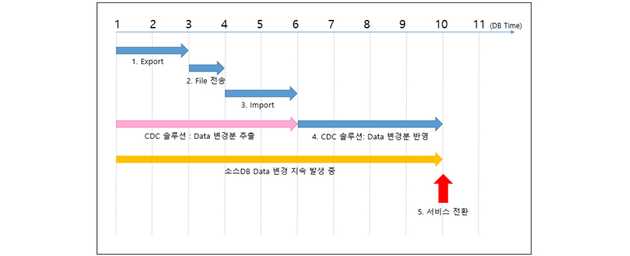 1 2 3 4 5 6 7 8 9 10 11 (DB Time)
1. Export
2. File 전송
3. Import
CDC 솔루션 : Data 변경분 추출
4. CDC 솔루션: Data 변경분 반영
소스DB Data 변경 지속 발생 중
5. 서비스 전환